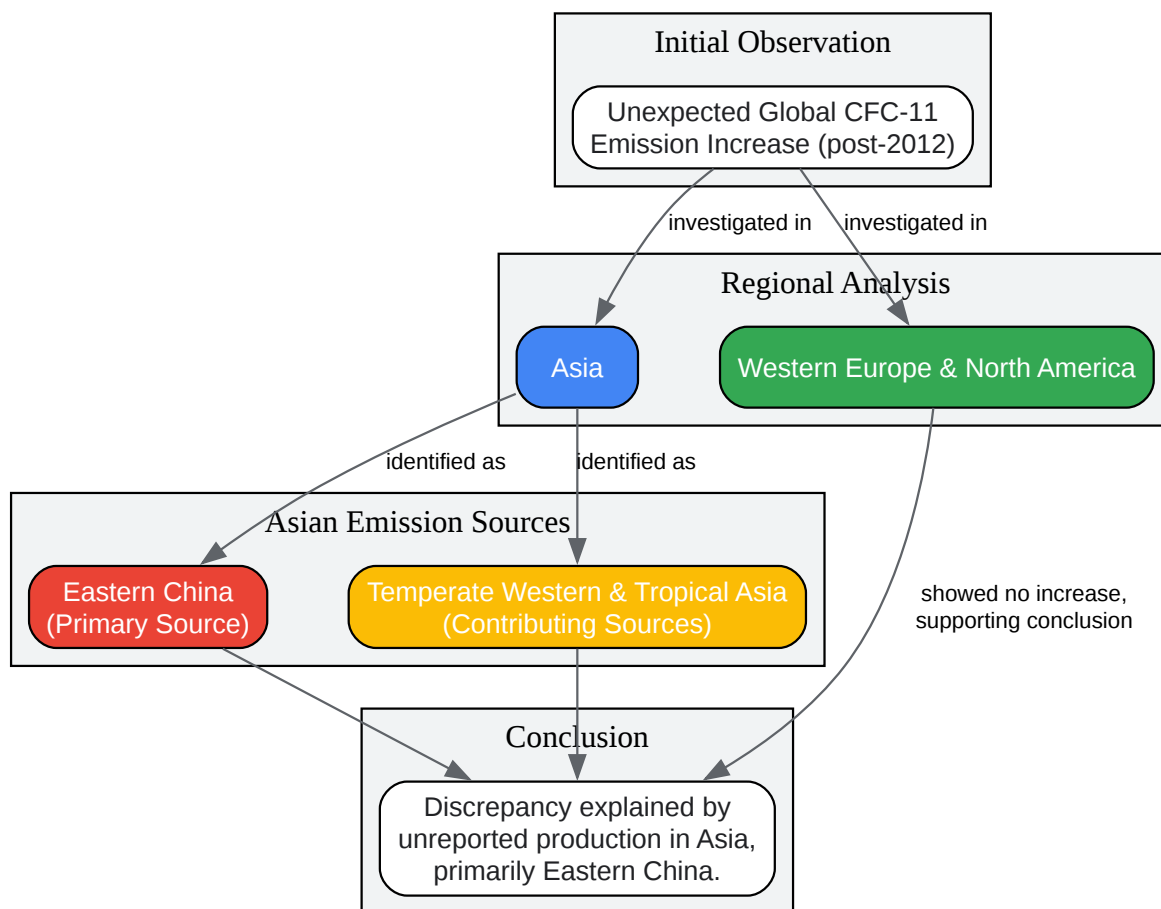 Initial Observation
Unexpected Global CFC-11
Emission Increase (post-2012)
investigated in
investigated in
Regional Analysis
Asia
Western Europe & North America
identified as
identified as
Asian Emission Sources
Eastern China
(Primary Source)
Temperate Western & Tropical Asia
(Contributing Sources)
showed no increase,
supporting conclusion
Conclusion
Discrepancy explained by
unreported production in Asia,
primarily Eastern China.